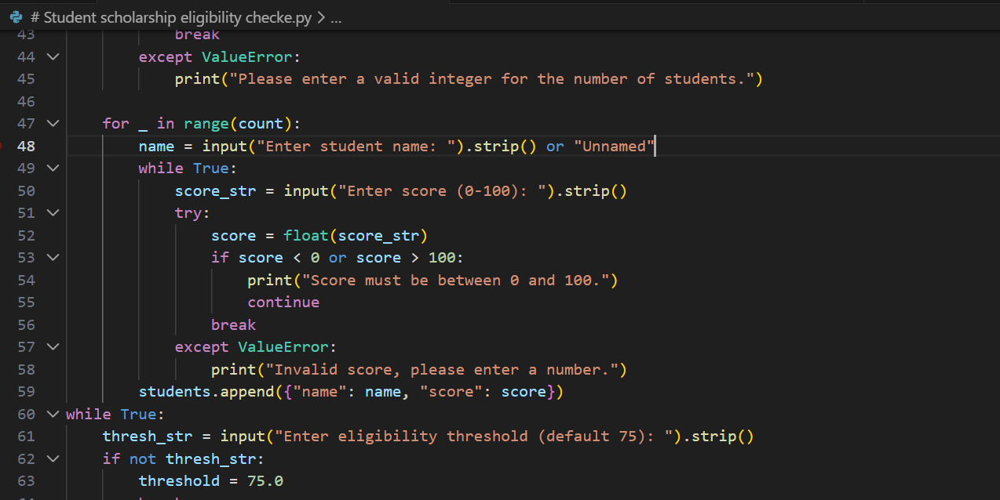 # Student scholarship eligibility checke.py > ...
43 break
44 except ValueError:
45 print("Please enter a valid integer for the number of students.")
46
47 for _ in range(count):
48 name = input("Enter student name: ").strip() or "Unnamed"
49 while True:
50 score_str = input("Enter score (0-100): ").strip()
51 try:
52 score = float(score_str)
53 if score < 0 or score > 100:
54 print("Score must be between 0 and 100.")
55 continue
56 break
57 except ValueError:
58 print("Invalid score, please enter a number.")
59 students.append({"name": name, "score": score})
60 while True:
61 thresh_str = input("Enter eligibility threshold (default 75): ").strip()
62 if not thresh_str:
63 threshold = 75.0